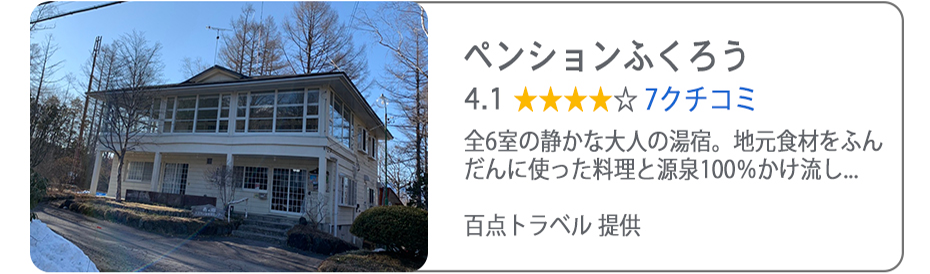 ペンションふくろう
4.1 ★★★★☆ 7クチコミ
全6室の静かな大人の湯宿。地元食材をふん
だんに使った料理と源泉100%かけ流し...
百点トラベル 提供